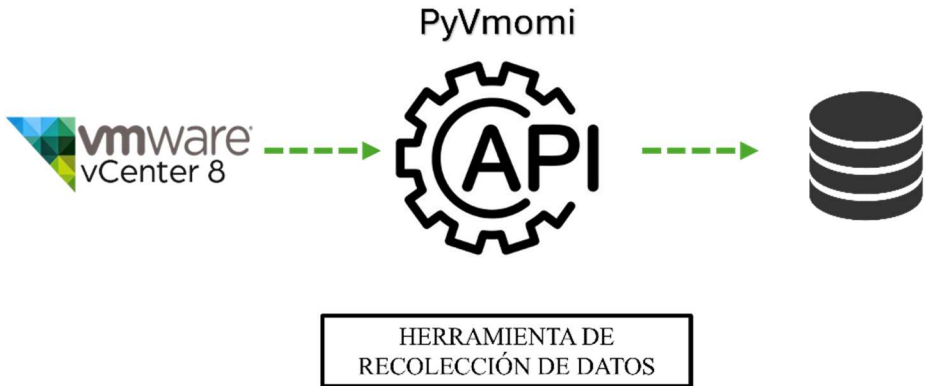 PyVmomi
vmware
vCenter 8
API
HERRAMIENTA DE
RECOLECCIÓN DE DATOS